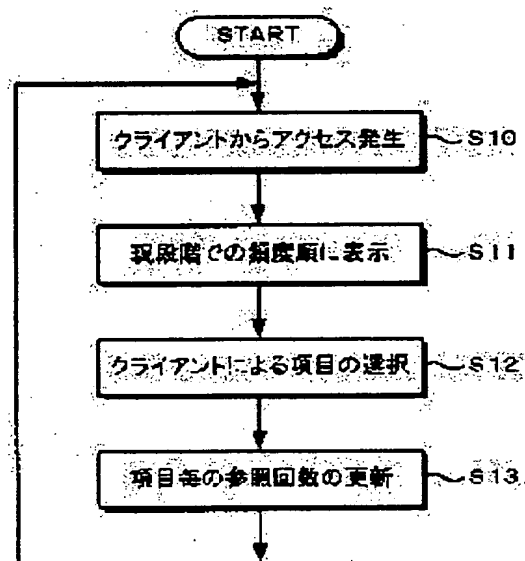 START
クライアントからアクセス発生 S10
現段階での頻度順に表示 S11
クライアントによる項目の選択 S12
項目毎の参照回数の更新 S13